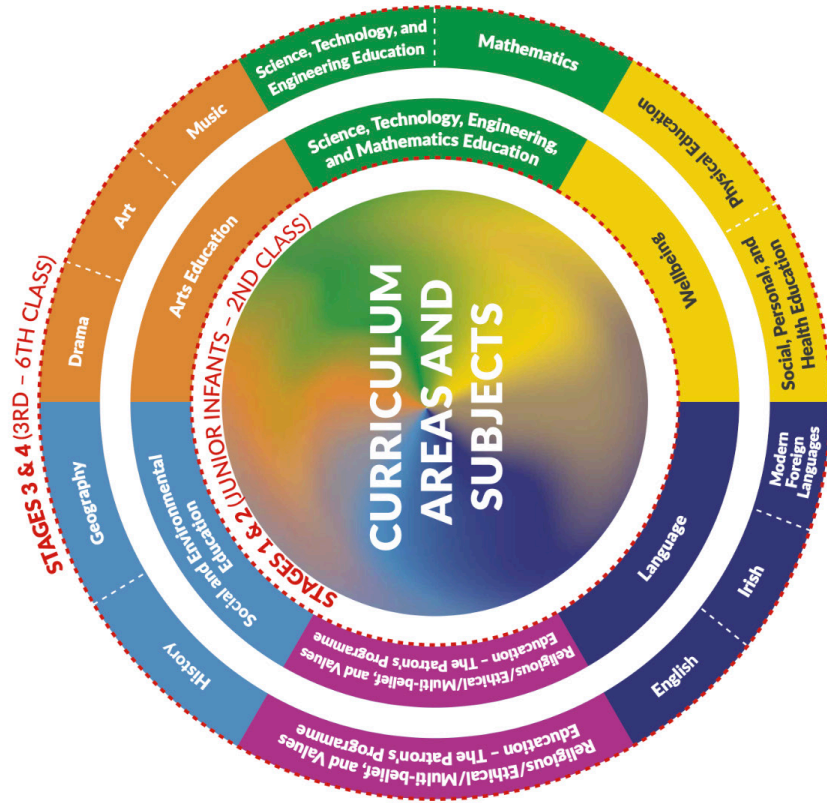 CURRICULUM
AREAS AND
SUBJECTS
STAGES 1 & 2 (JUNIOR INFANTS – 2ND CLASS)
STAGES 3 & 4 (3RD – 6TH CLASS)
Science, Technology, Engineering,
and Mathematics Education
Wellbeing
Language
Religious/Ethical/Multi-belief, and Values
Education – The Patron's Programme
Social and Environmental
Education
Arts Education
Science, Technology, and
Engineering Education
Mathematics
Physical Education
Social, Personal, and
Health Education
Modern
Foreign
Languages
Irish
English
Religious/Ethical/Multi-belief, and Values
Education – The Patron's Programme
History
Geography
Drama
Art
Music